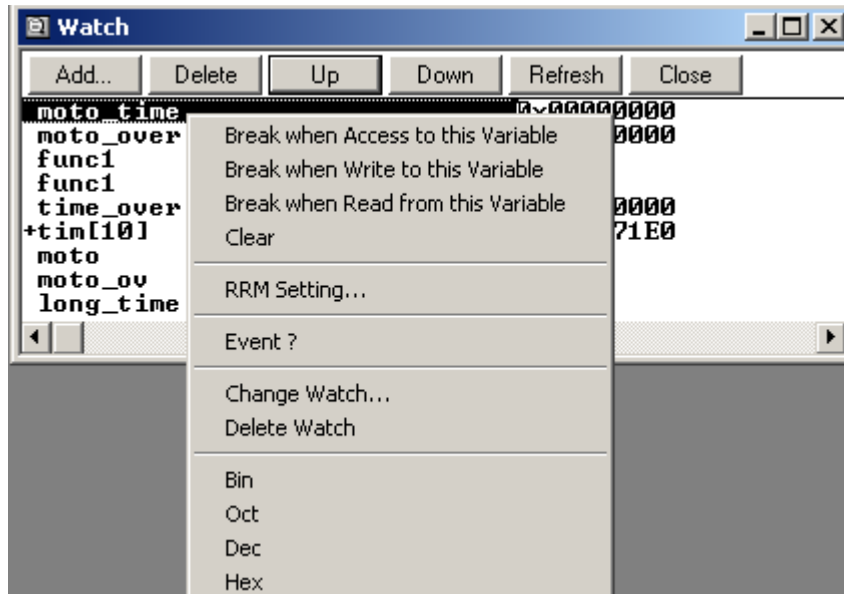 Watch
Add... Delete Up Down Refresh Close
moto_time 0x00000000
moto_over 0000
func1
func1
time_over 0000
+tim[10] 71E0
moto
moto_ov
long_time
Break when Access to this Variable
Break when Write to this Variable
Break when Read from this Variable
Clear
RRM Setting...
Event ?
Change Watch...
Delete Watch
Bin
Oct
Dec
Hex